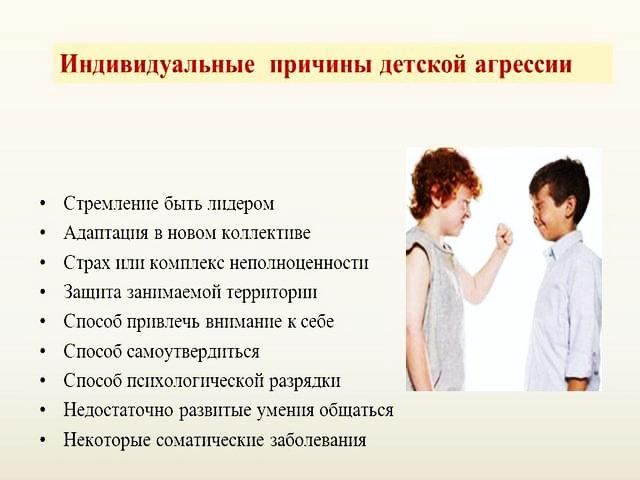 Индивидуальные причины детской агрессии
• Стремление быть лидером
• Адаптация в новом коллективе
• Страх или комплекс неполноценности
• Защита занимаемой территории
• Способ привлечь внимание к себе
• Способ самоутвердиться
• Способ психологической разрядки
• Недостаточно развитые умения общаться
• Некоторые соматические заболевания